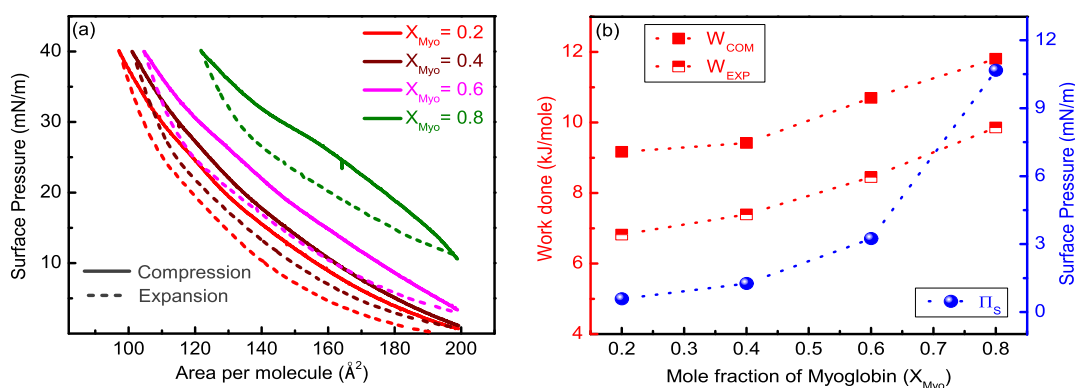 (a)
X_Myo= 0.2
X_Myo= 0.4
X_Myo= 0.6
X_Myo= 0.8
Compression
Expansion
40
30
20
10
Surface Pressure (mN/m)
100 120 140 160 180 200
Area per molecule (Å²)
(b)
W_COM
W_EXP
Π_S
12
10
8
6
4
Work done (kJ/mole)
12
9
6
3
0
Surface Pressure (mN/m)
0.2 0.3 0.4 0.5 0.6 0.7 0.8
Mole fraction of Myoglobin (X_Myo)